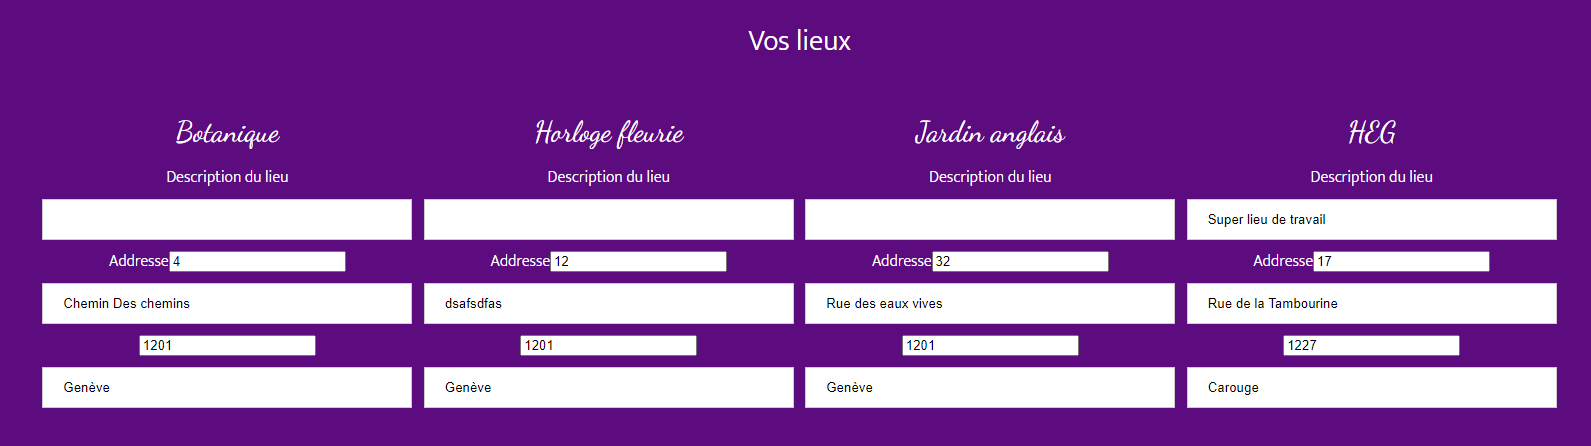 Vos lieux
Botanique
Description du lieu
Addresse 4
Chemin Des chemins
1201
Genève
Horloge fleurie
Description du lieu
Addresse 12
dsafsdfas
1201
Genève
Jardin anglais
Description du lieu
Addresse 32
Rue des eaux vives
1201
Genève
HEG
Description du lieu
Super lieu de travail
Addresse 17
Rue de la Tambourine
1227
Carouge